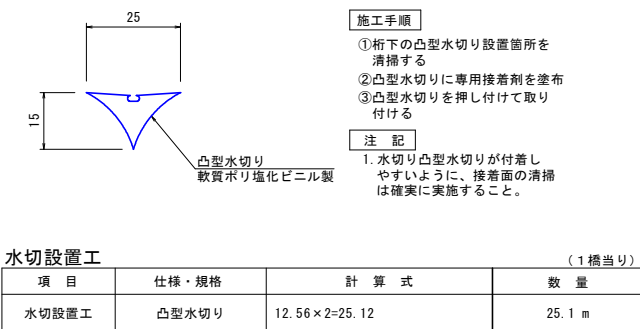 25
15
凸型水切り
軟質ポリ塩化ビニル製
施工手順
①桁下の凸型水切り設置箇所を
清掃する
②凸型水切りに専用接着剤を塗布
③凸型水切りを押し付けて取り
付ける
注 記
1. 水切り凸型水切りが付着し
やすいように、接着面の清掃
は確実に実施すること。
水切設置工
(1橋当り)
項 目 仕様・規格 計 算 式 数 量
水切設置工 凸型水切り 12.56×2=25.12 25.1 m